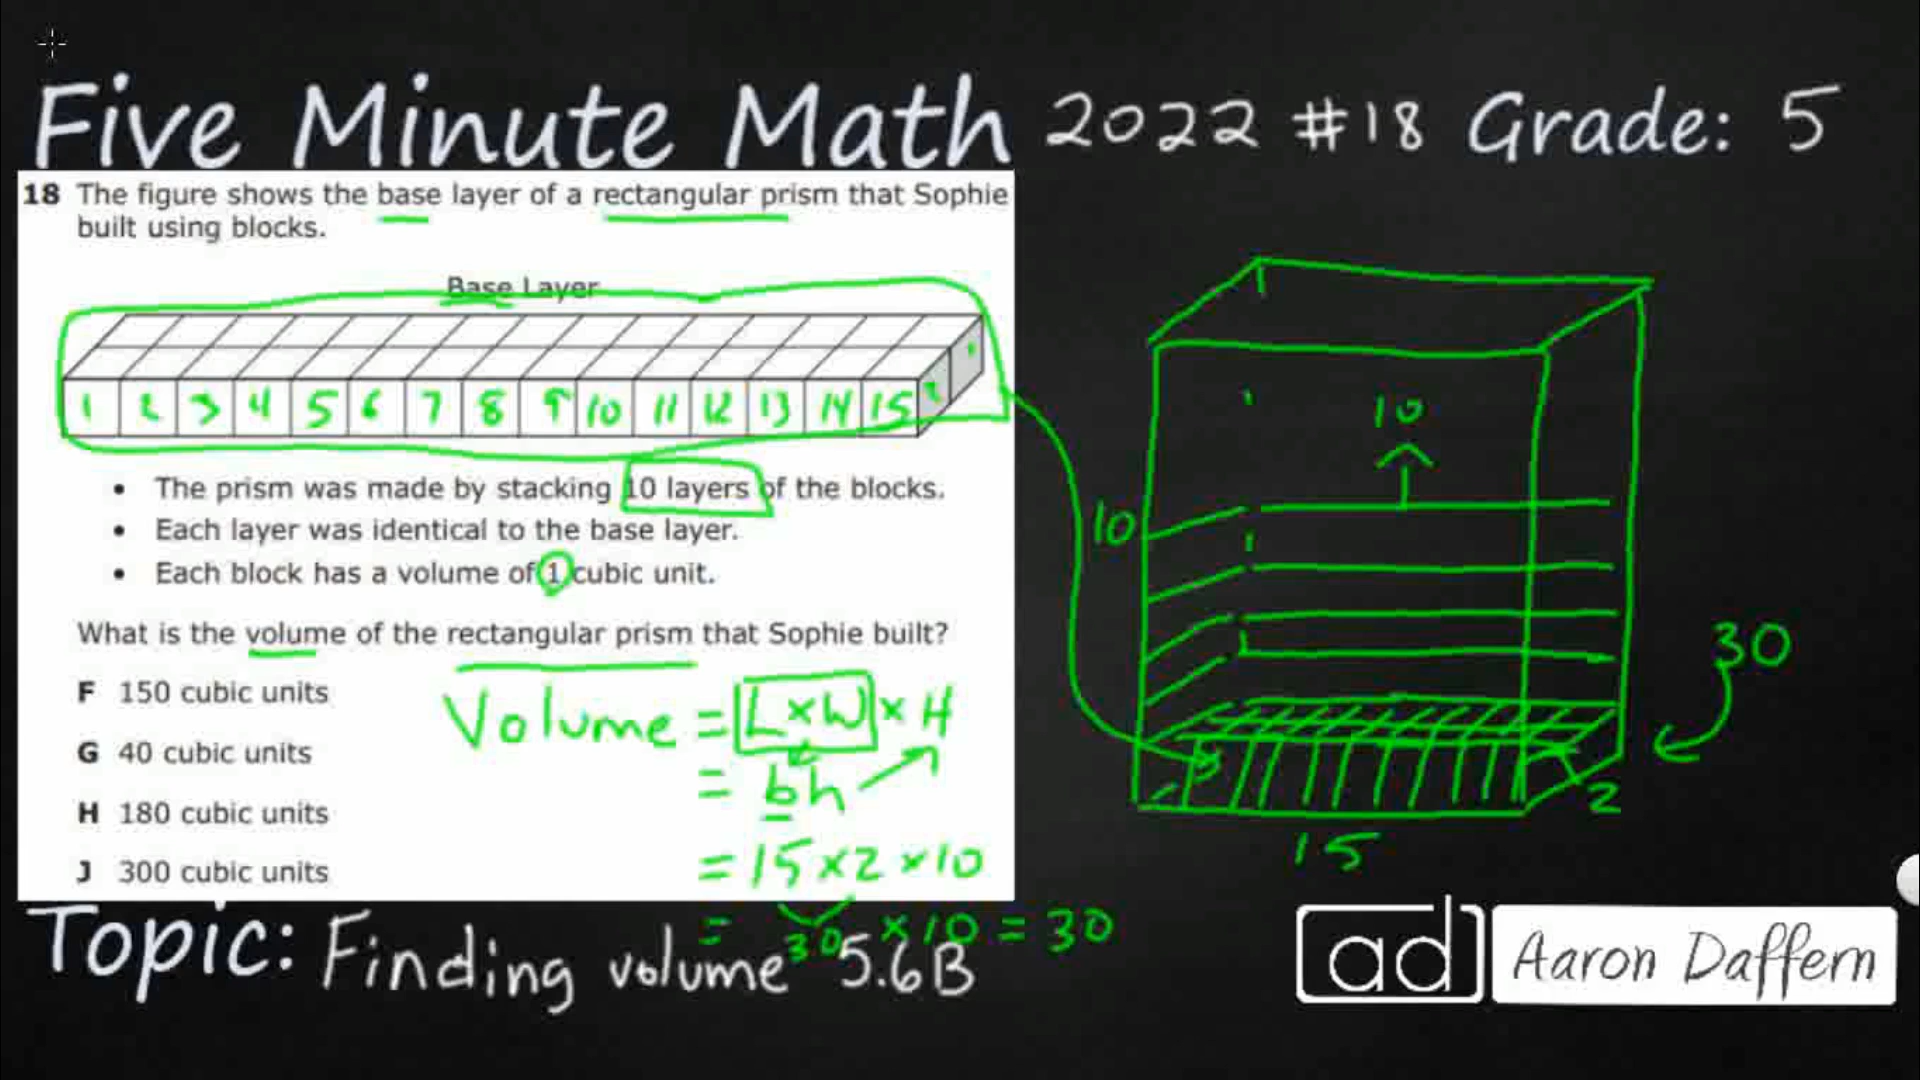 Five Minute Math 2022 #18 Grade: 5
18 The figure shows the base layer of a rectangular prism that Sophie
built using blocks.
Base Layer
1 2 3 4 5 6 7 8 9 10 11 12 13 14 15 2
• The prism was made by stacking 10 layers of the blocks.
• Each layer was identical to the base layer.
• Each block has a volume of 1 cubic unit.
What is the volume of the rectangular prism that Sophie built?
F 150 cubic units
G 40 cubic units
H 180 cubic units
J 300 cubic units
Volume = L x W x H
= bh
= 15 x 2 x 10
= 30 x 10 = 30
10
10
30
2
15
Topic: Finding volume 5.6B
ad Aaron Daffern